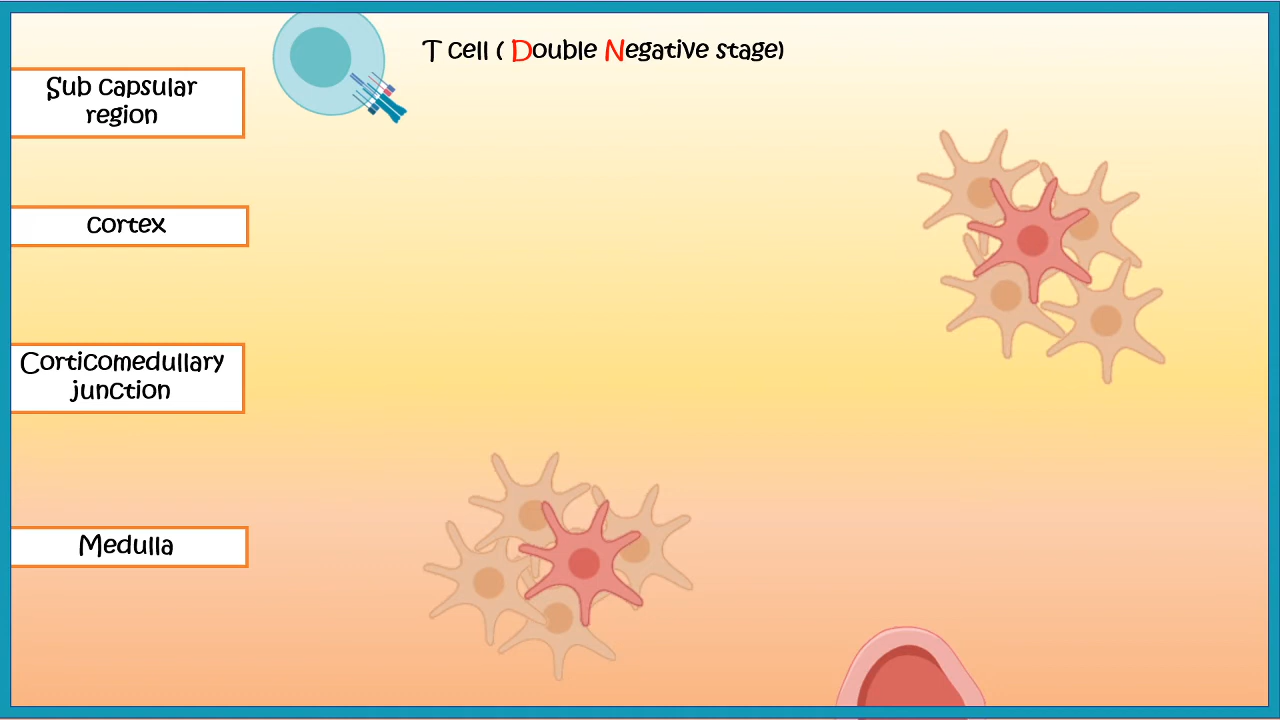 T cell ( Double Negative stage)
Sub capsular
region
cortex
Corticomedullary
junction
Medulla